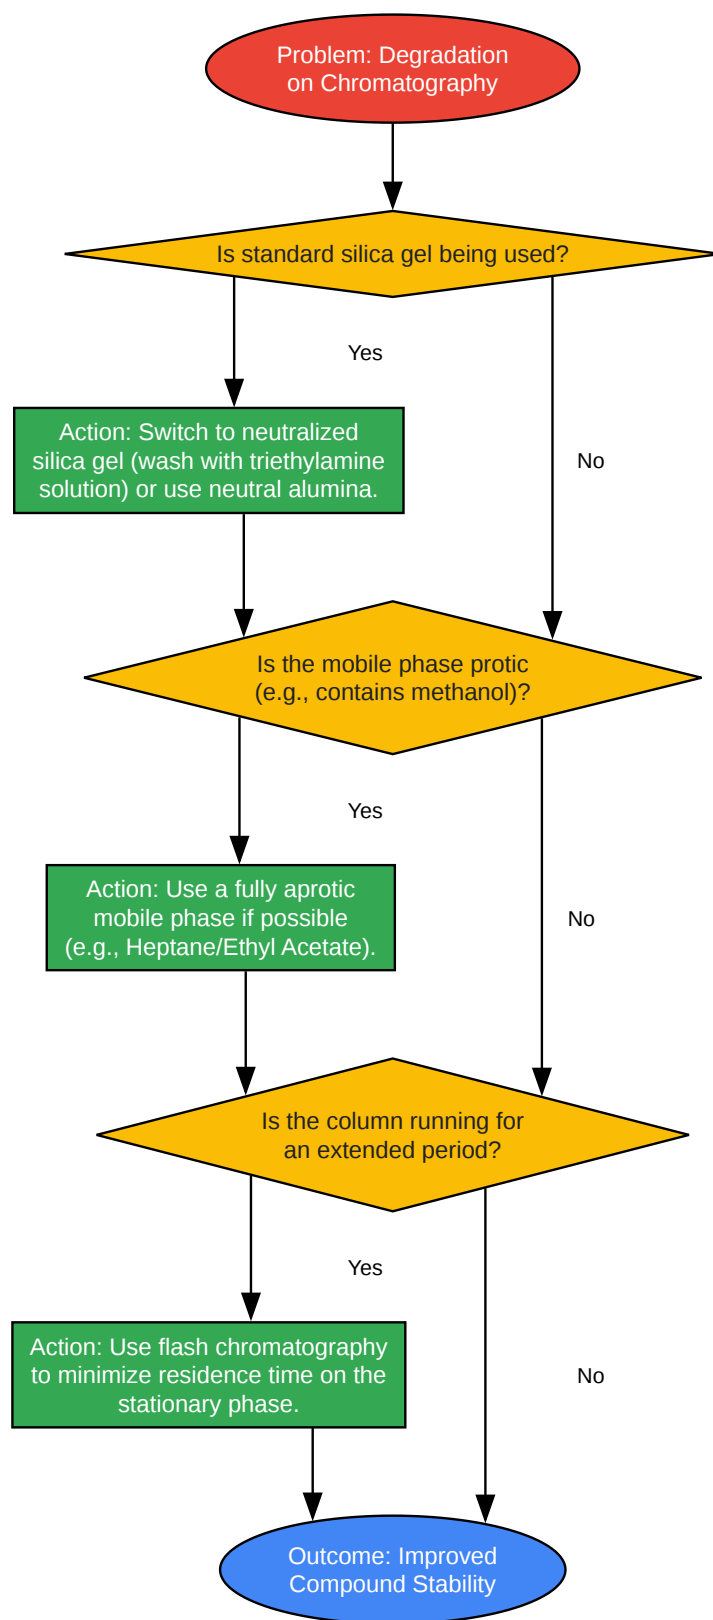 Problem: Degradation
on Chromatography
Is standard silica gel being used?
Yes
Action: Switch to neutralized
silica gel (wash with triethylamine
solution) or use neutral alumina.
No
Is the mobile phase protic
(e.g., contains methanol)?
Yes
Action: Use a fully aprotic
mobile phase if possible
(e.g., Heptane/Ethyl Acetate).
No
Is the column running for
an extended period?
Yes
Action: Use flash chromatography
to minimize residence time on the
stationary phase.
No
Outcome: Improved
Compound Stability